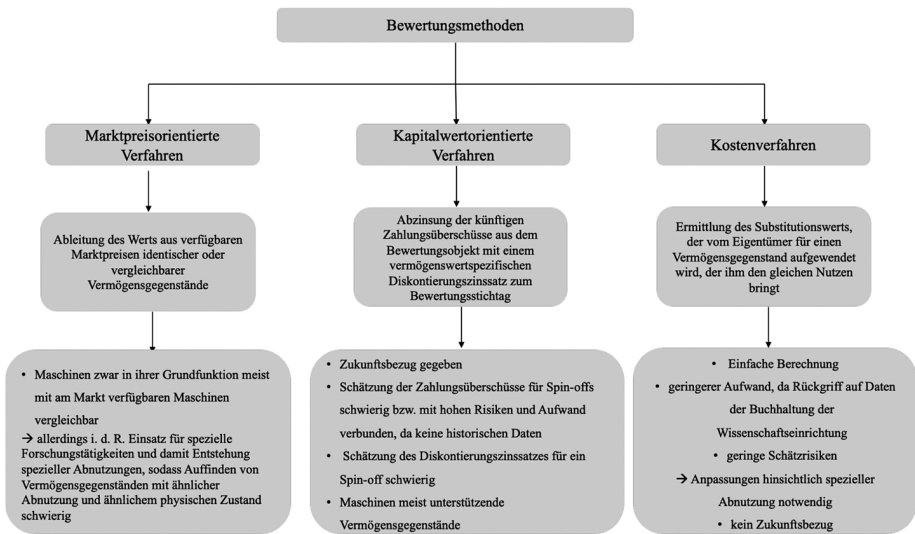 Bewertungsmethoden
Marktpreisorientierte
Verfahren
Kapitalwertorientierte
Verfahren
Kostenverfahren
Ableitung des Werts aus verfügbaren
Marktpreisen identischer oder
vergleichbarer
Vermögensgegenstände
Abzinsung der künftigen
Zahlungsüberschüsse aus dem
Bewertungsobjekt mit einem
vermögenswertspezifischen
Diskontierungszinssatz zum
Bewertungsstichtag
Ermittlung des Substitutionswerts,
der vom Eigentümer für einen
Vermögensgegenstand aufgewendet
wird, der ihm den gleichen Nutzen
bringt
• Maschinen zwar in ihrer Grundfunktion meist
mit am Markt verfügbaren Maschinen
vergleichbar
→ allerdings i. d. R. Einsatz für spezielle
Forschungstätigkeiten und damit Entstehung
spezieller Abnutzungen, sodass Auffinden von
Vermögensgegenständen mit ähnlicher
Abnutzung und ähnlichem physischen Zustand
schwierig
• Zukunftsbezug gegeben
• Schätzung der Zahlungsüberschüsse für Spin-offs
schwierig bzw. mit hohen Risiken und Aufwand
verbunden, da keine historischen Daten
• Schätzung des Diskontierungszinssatzes für ein
Spin-off schwierig
• Maschinen meist unterstützende
Vermögensgegenstände
• Einfache Berechnung
• geringerer Aufwand, da Rückgriff auf Daten
der Buchhaltung der
Wissenschaftseinrichtung
• geringe Schätzrisiken
→ Anpassungen hinsichtlich spezieller
Abnutzung notwendig
• kein Zukunftsbezug